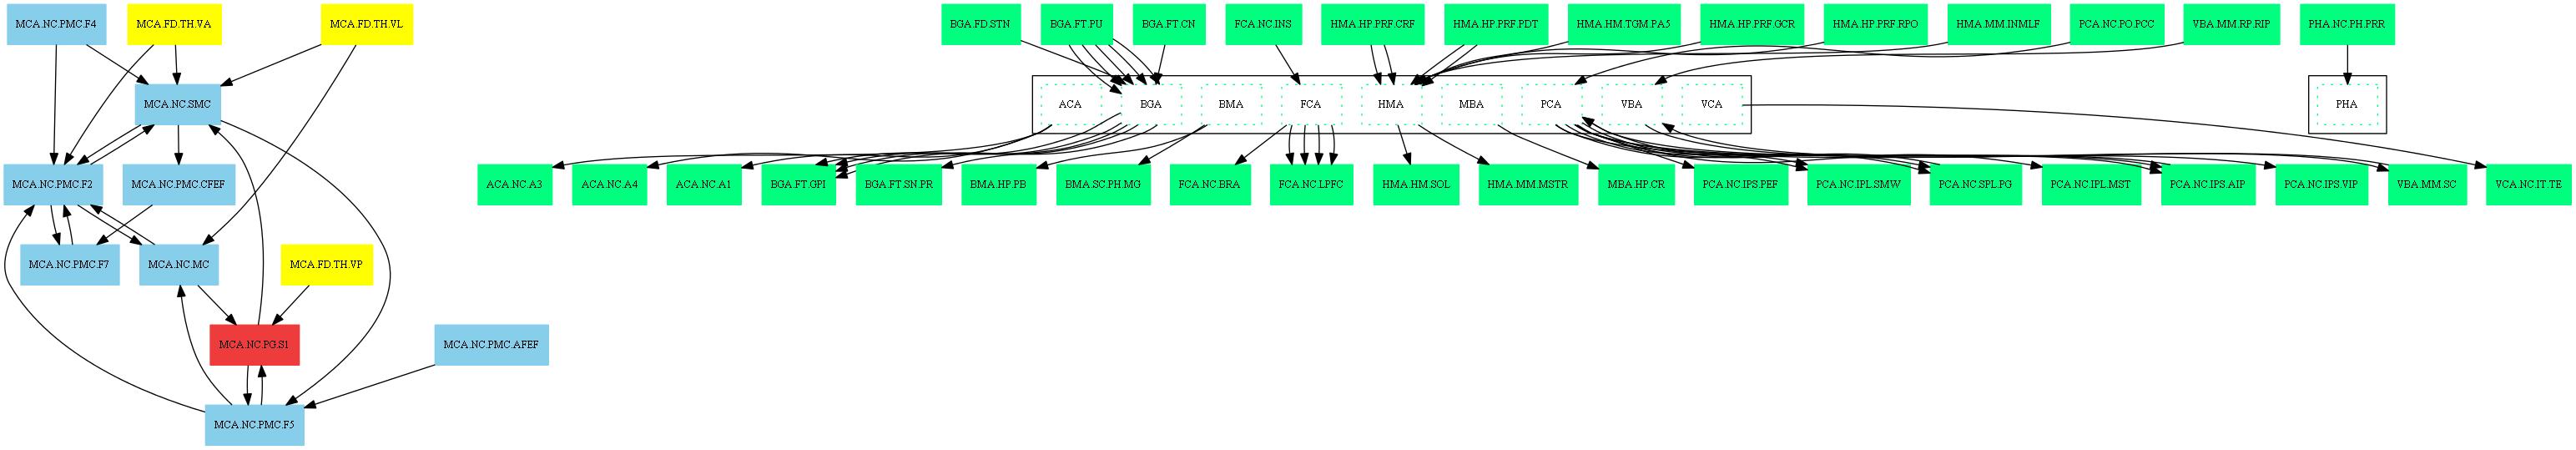 MCA.NC.PMC.F4
MCA.FD.TH.VA
MCA.FD.TH.VL
BGA.FD.STN
BGA.FT.PU
BGA.FT.CN
FCA.NC.INS
HMA.HP.PRF.CRF
HMA.HP.PRF.PDT
HMA.HM.TGM.PA5
HMA.HP.PRF.GCR
HMA.HP.PRF.RPO
HMA.MM.INMLF
PCA.NC.PO.PCC
VBA.MM.RP.RIP
PHA.NC.PH.PRR
MCA.NC.SMC
ACA
BGA
BMA
FCA
HMA
MBA
PCA
VBA
VCA
PHA
MCA.NC.PMC.F2
MCA.NC.PMC.CFEF
ACA.NC.A3
ACA.NC.A4
ACA.NC.A1
BGA.FT.GPI
BGA.FT.SN.PR
BMA.HP.PB
BMA.SC.PH.MG
FCA.NC.BRA
FCA.NC.LPFC
HMA.HM.SOL
HMA.MM.MSTR
MBA.HP.CR
PCA.NC.IPS.PEF
PCA.NC.IPL.SMW
PCA.NC.SPL.PG
PCA.NC.IPL.MST
PCA.NC.IPS.AIP
PCA.NC.IPS.VIP
VBA.MM.SC
VCA.NC.IT.TE
MCA.NC.PMC.F7
MCA.NC.MC
MCA.FD.TH.VP
MCA.NC.PG.S1
MCA.NC.PMC.AFEF
MCA.NC.PMC.F5